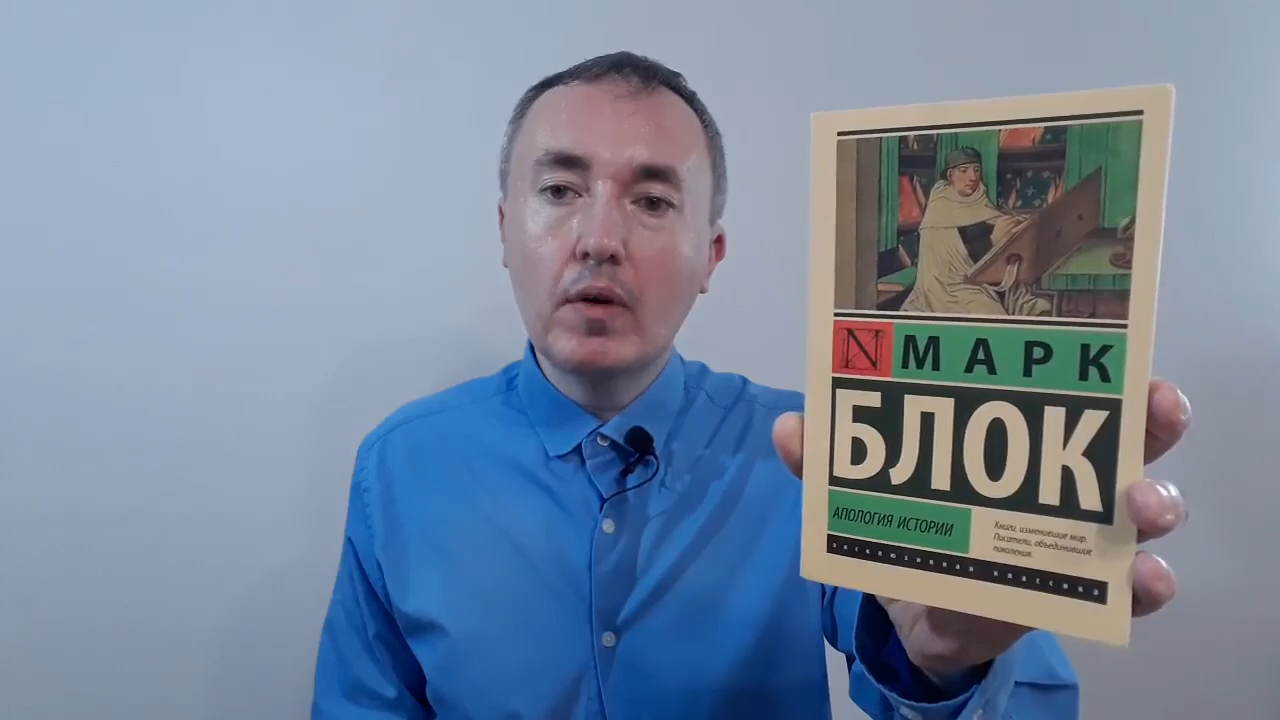 N МАРК
БЛОК
АПОЛОГИЯ ИСТОРИИ
Книги, изменившие мир.
Писатели, объединившие
поколения.
эксклюзивная классика